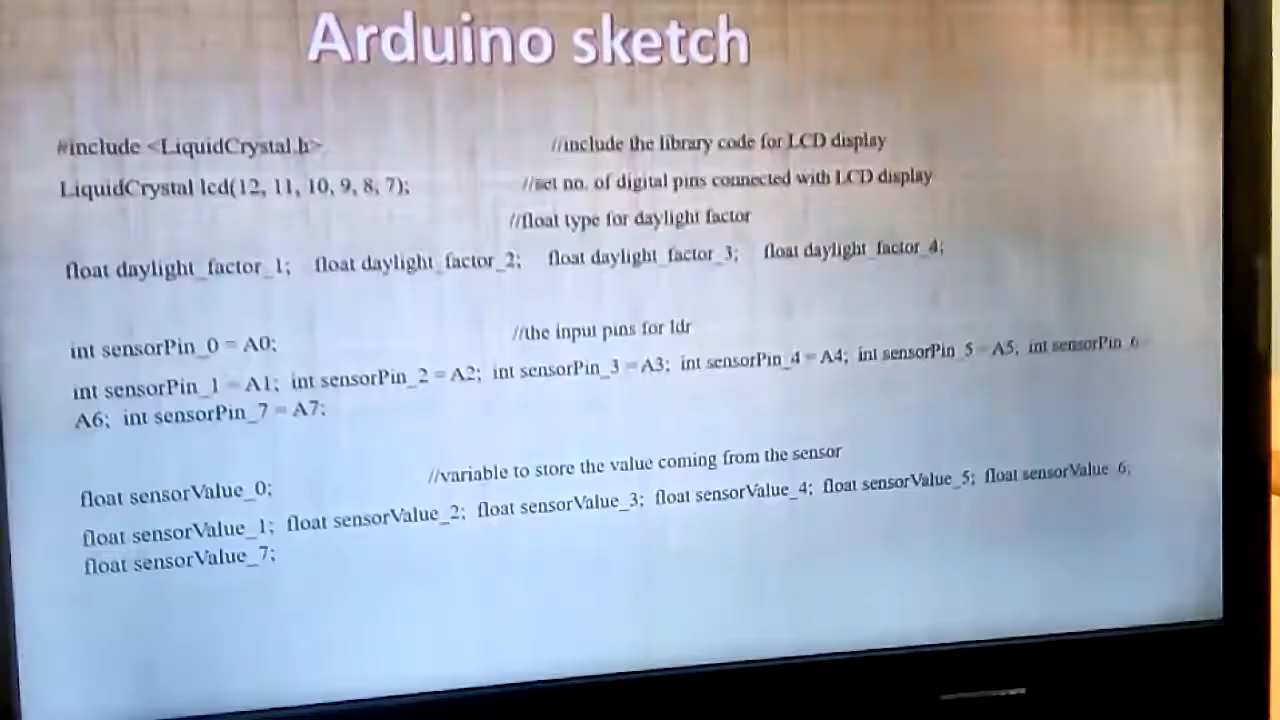 Arduino sketch
#include <LiquidCrystal.h> //include the library code for LCD display
LiquidCrystal lcd(12, 11, 10, 9, 8, 7); //set no. of digital pins connected with LCD display
//float type for daylight factor
float daylight_factor_1; float daylight_factor_2; float daylight_factor_3; float daylight_factor_4;
int sensorPin_0 = A0; //the input pins for ldr
int sensorPin_1 = A1; int sensorPin_2 = A2; int sensorPin_3 = A3; int sensorPin_4 = A4; int sensorPin_5 = A5; int sensorPin_6 =
A6; int sensorPin_7 = A7;
float sensorValue_0; //variable to store the value coming from the sensor
float sensorValue_1; float sensorValue_2; float sensorValue_3; float sensorValue_4; float sensorValue_5; float sensorValue_6;
float sensorValue_7;